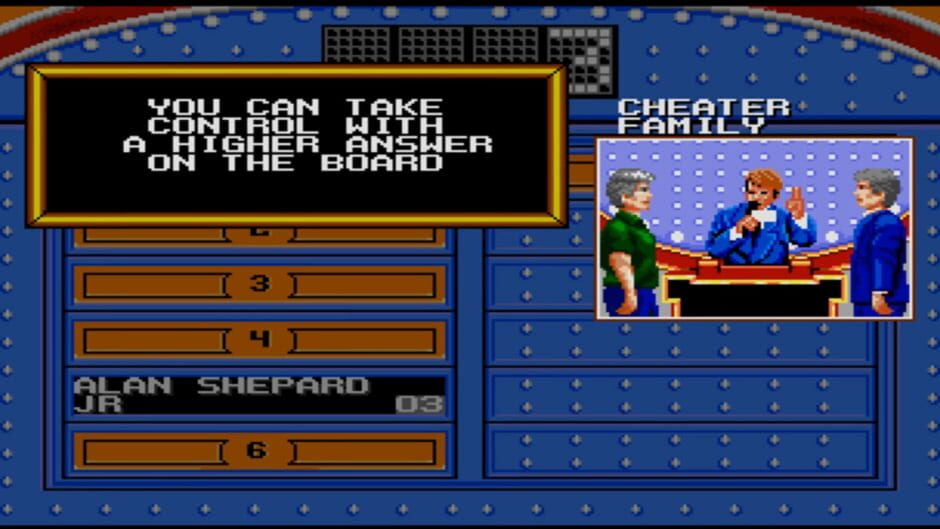 3
YOU CAN TAKE
CONTROL WITH
A HIGHER ANSWER
ON THE BOARD
CHEATER
FAMILY
3
4
ALAN SHEPARD
JR 03
6